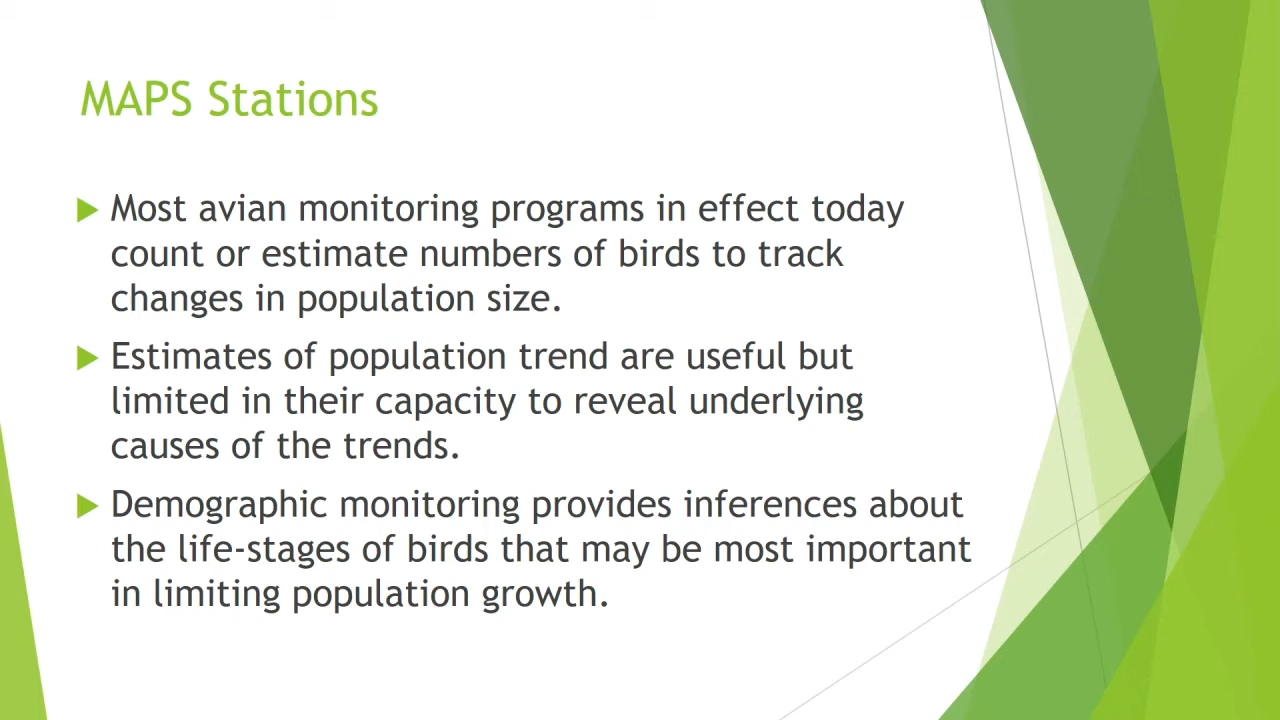 MAPS Stations
Most avian monitoring programs in effect today
count or estimate numbers of birds to track
changes in population size.
Estimates of population trend are useful but
limited in their capacity to reveal underlying
causes of the trends.
Demographic monitoring provides inferences about
the life-stages of birds that may be most important
in limiting population growth.